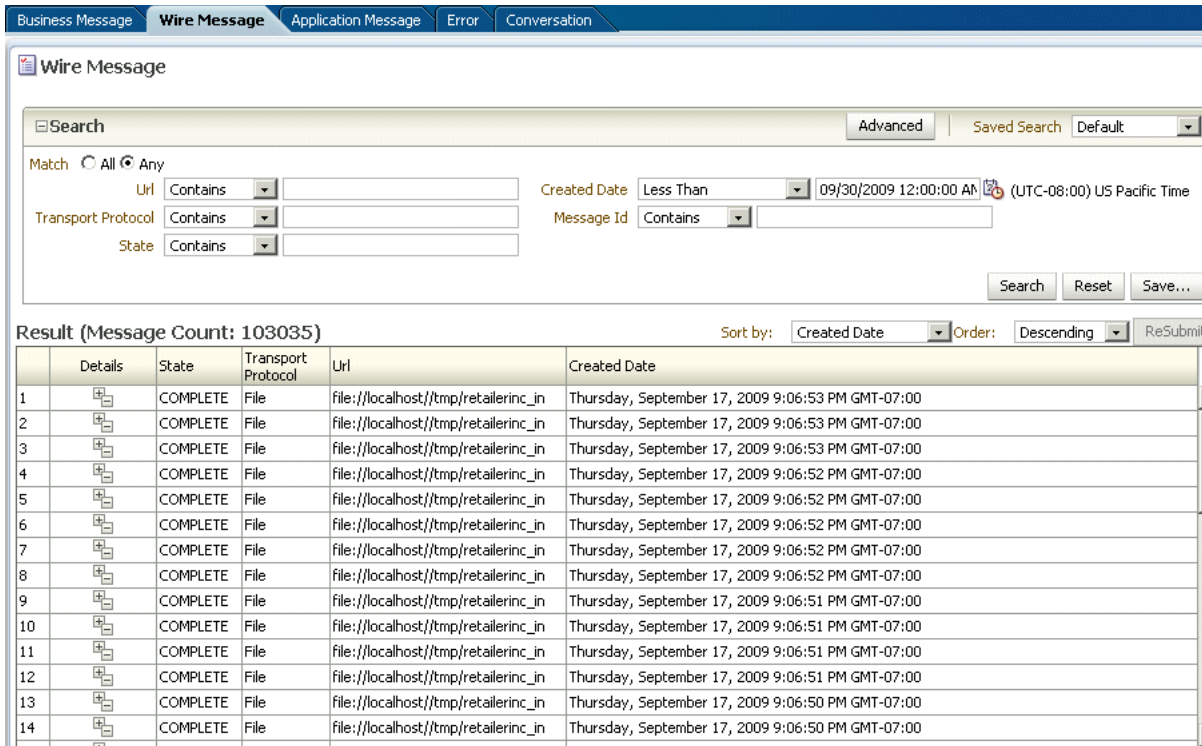 Business Message Wire Message Application Message Error Conversation
Wire Message
Search Advanced Saved Search Default
Match All Any
Url Contains Created Date Less Than 09/30/2009 12:00:00 AM (UTC-08:00) US Pacific Time
Transport Protocol Contains Message Id Contains
State Contains
Search Reset Save...
Result (Message Count: 103035) Sort by: Created Date Order: Descending ReSubmit
Details State Transport Protocol Url Created Date
1 COMPLETE File file://localhost//tmp/retailerinc_in Thursday, September 17, 2009 9:06:53 PM GMT-07:00
2 COMPLETE File file://localhost//tmp/retailerinc_in Thursday, September 17, 2009 9:06:53 PM GMT-07:00
3 COMPLETE File file://localhost//tmp/retailerinc_in Thursday, September 17, 2009 9:06:53 PM GMT-07:00
4 COMPLETE File file://localhost//tmp/retailerinc_in Thursday, September 17, 2009 9:06:52 PM GMT-07:00
5 COMPLETE File file://localhost//tmp/retailerinc_in Thursday, September 17, 2009 9:06:52 PM GMT-07:00
6 COMPLETE File file://localhost//tmp/retailerinc_in Thursday, September 17, 2009 9:06:52 PM GMT-07:00
7 COMPLETE File file://localhost//tmp/retailerinc_in Thursday, September 17, 2009 9:06:52 PM GMT-07:00
8 COMPLETE File file://localhost//tmp/retailerinc_in Thursday, September 17, 2009 9:06:52 PM GMT-07:00
9 COMPLETE File file://localhost//tmp/retailerinc_in Thursday, September 17, 2009 9:06:51 PM GMT-07:00
10 COMPLETE File file://localhost//tmp/retailerinc_in Thursday, September 17, 2009 9:06:51 PM GMT-07:00
11 COMPLETE File file://localhost//tmp/retailerinc_in Thursday, September 17, 2009 9:06:51 PM GMT-07:00
12 COMPLETE File file://localhost//tmp/retailerinc_in Thursday, September 17, 2009 9:06:51 PM GMT-07:00
13 COMPLETE File file://localhost//tmp/retailerinc_in Thursday, September 17, 2009 9:06:50 PM GMT-07:00
14 COMPLETE File file://localhost//tmp/retailerinc_in Thursday, September 17, 2009 9:06:50 PM GMT-07:00